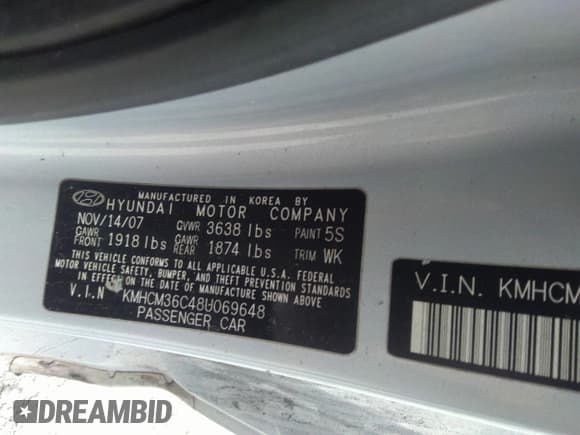 MANUFACTURED IN KOREA BY
HYUNDAI MOTOR COMPANY
NOV/14/07 GVWR 3638 lbs PAINT 5S
GAWR FRONT 1918 lbs GAWR REAR 1874 lbs TRIM WK
THIS VEHICLE CONFORMS TO ALL APPLICABLE U.S.A. FEDERAL
MOTOR VEHICLE SAFETY, BUMPER, AND THEFT PREVENTION STANDARDS
IN EFFECT ON THE DATE OF MANUFACTURE SHOWN ABOVE
V.I.N KMHCM36C48U069648
PASSENGER CAR
V.I.N. KMHCM
DREAMBID